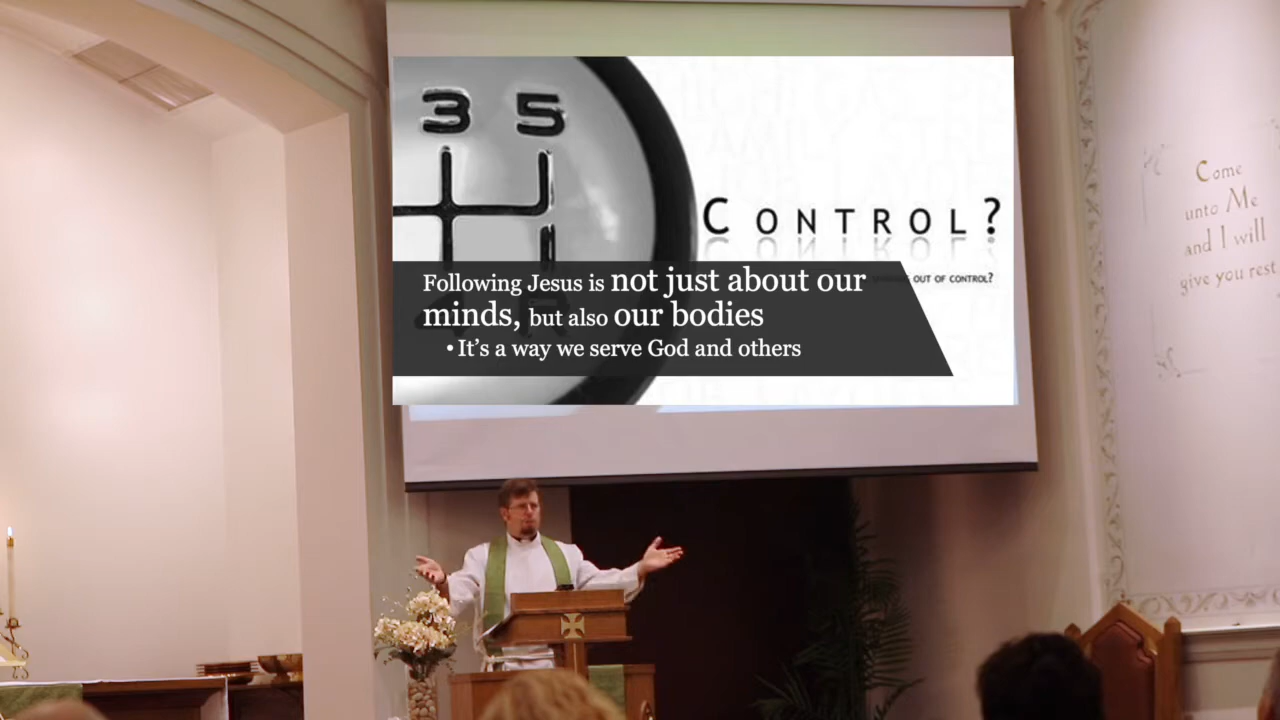 3 5
CONTROL?
OUT OF CONTROL?
Following Jesus is not just about our
minds, but also our bodies
• It's a way we serve God and others
Come
unto Me
and I will
give you rest